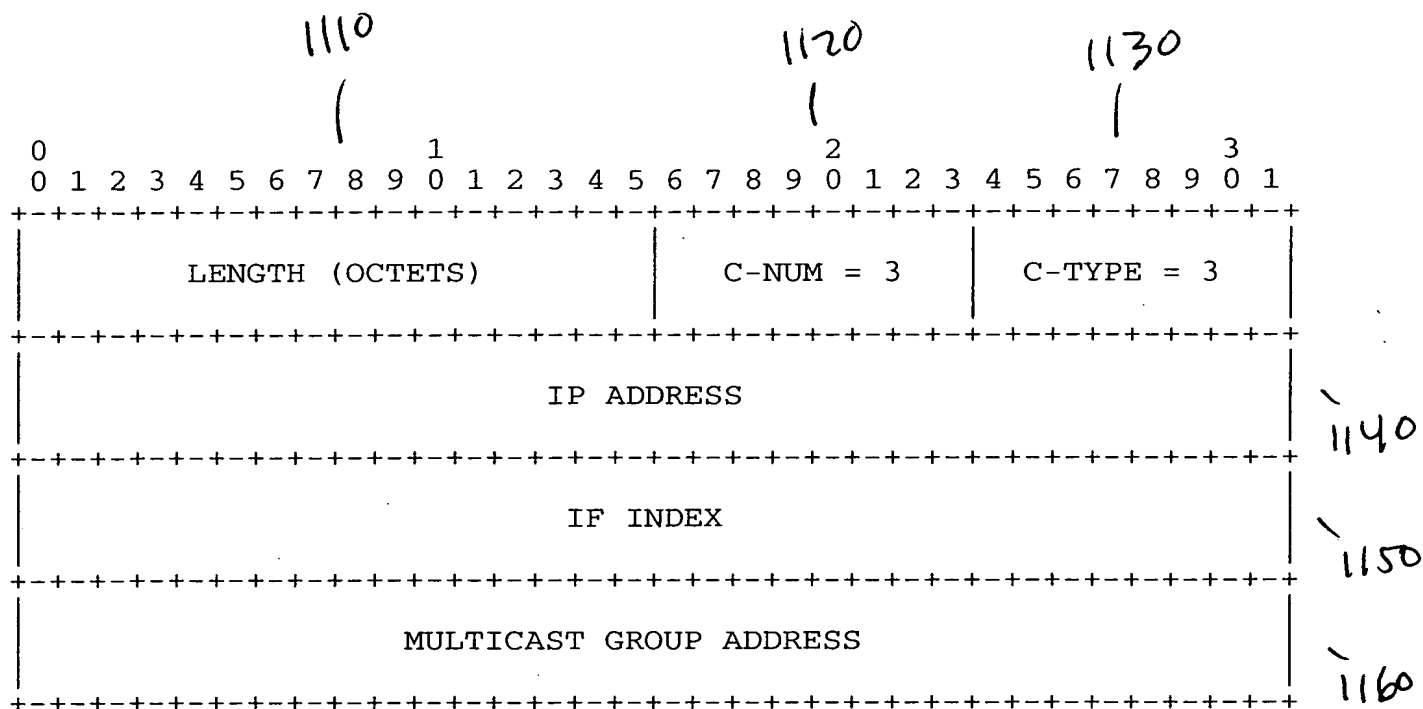 1110 1120 1130
0 1 2 3
0 1 2 3 4 5 6 7 8 9 0 1 2 3 4 5 6 7 8 9 0 1 2 3 4 5 6 7 8 9 0 1
+-+-+-+-+-+-+-+-+-+-+-+-+-+-+-+-+-+-+-+-+-+-+-+-+-+-+-+-+-+-+-+-+
| LENGTH (OCTETS) | C-NUM = 3 | C-TYPE = 3 |
+-+-+-+-+-+-+-+-+-+-+-+-+-+-+-+-+-+-+-+-+-+-+-+-+-+-+-+-+-+-+-+-+
| IP ADDRESS | 1140
+-+-+-+-+-+-+-+-+-+-+-+-+-+-+-+-+-+-+-+-+-+-+-+-+-+-+-+-+-+-+-+-+
| IF INDEX | 1150
+-+-+-+-+-+-+-+-+-+-+-+-+-+-+-+-+-+-+-+-+-+-+-+-+-+-+-+-+-+-+-+-+
| MULTICAST GROUP ADDRESS | 1160
+-+-+-+-+-+-+-+-+-+-+-+-+-+-+-+-+-+-+-+-+-+-+-+-+-+-+-+-+-+-+-+-+